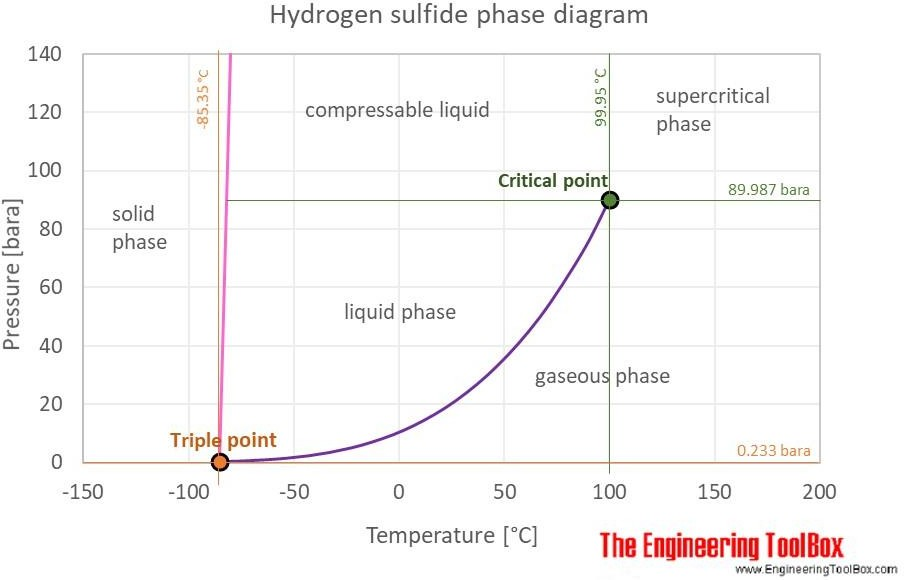 Hydrogen sulfide phase diagram
Pressure [bara]
140
120
100
80
60
40
20
0
-85.35 °C
99.95 °C
compressable liquid
supercritical
phase
Critical point
89.987 bara
solid
phase
liquid phase
gaseous phase
Triple point
0.233 bara
-150
-100
-50
0
50
100
150
200
Temperature [°C]
The Engineering ToolBox
www.EngineeringToolBox.com